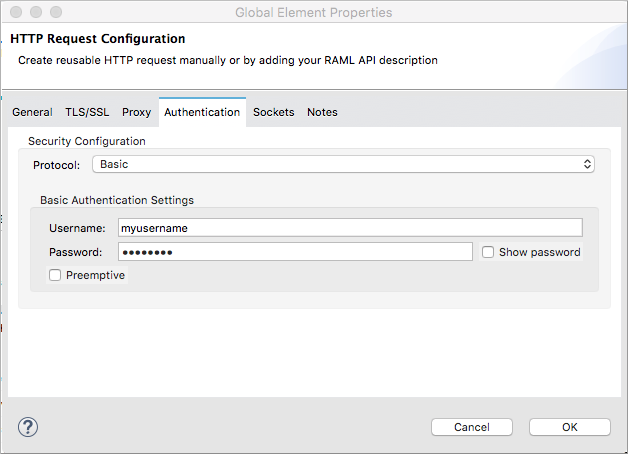 Global Element Properties
HTTP Request Configuration
Create reusable HTTP request manually or by adding your RAML API description
General TLS/SSL Proxy Authentication Sockets Notes
Security Configuration
Protocol: Basic
Basic Authentication Settings
Username: myusername
Password: ●●●●●●●● Show password
Preemptive
? Cancel OK